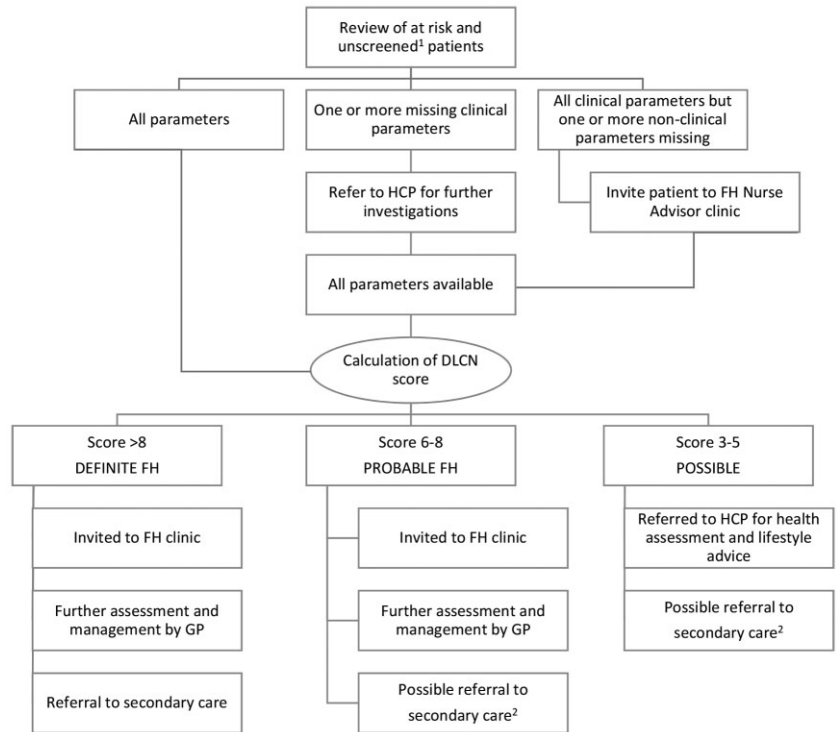 Review of at risk and
unscreened¹ patients
All parameters
One or more missing clinical
parameters
All clinical parameters but
one or more non-clinical
parameters missing
Refer to HCP for further
investigations
Invite patient to FH Nurse
Advisor clinic
All parameters available
Calculation of DLCN
score
Score >8
DEFINITE FH
Score 6-8
PROBABLE FH
Score 3-5
POSSIBLE
Invited to FH clinic
Invited to FH clinic
Referred to HCP for health
assessment and lifestyle
advice
Further assessment and
management by GP
Further assessment and
management by GP
Possible referral to
secondary care²
Referral to secondary care
Possible referral to
secondary care²